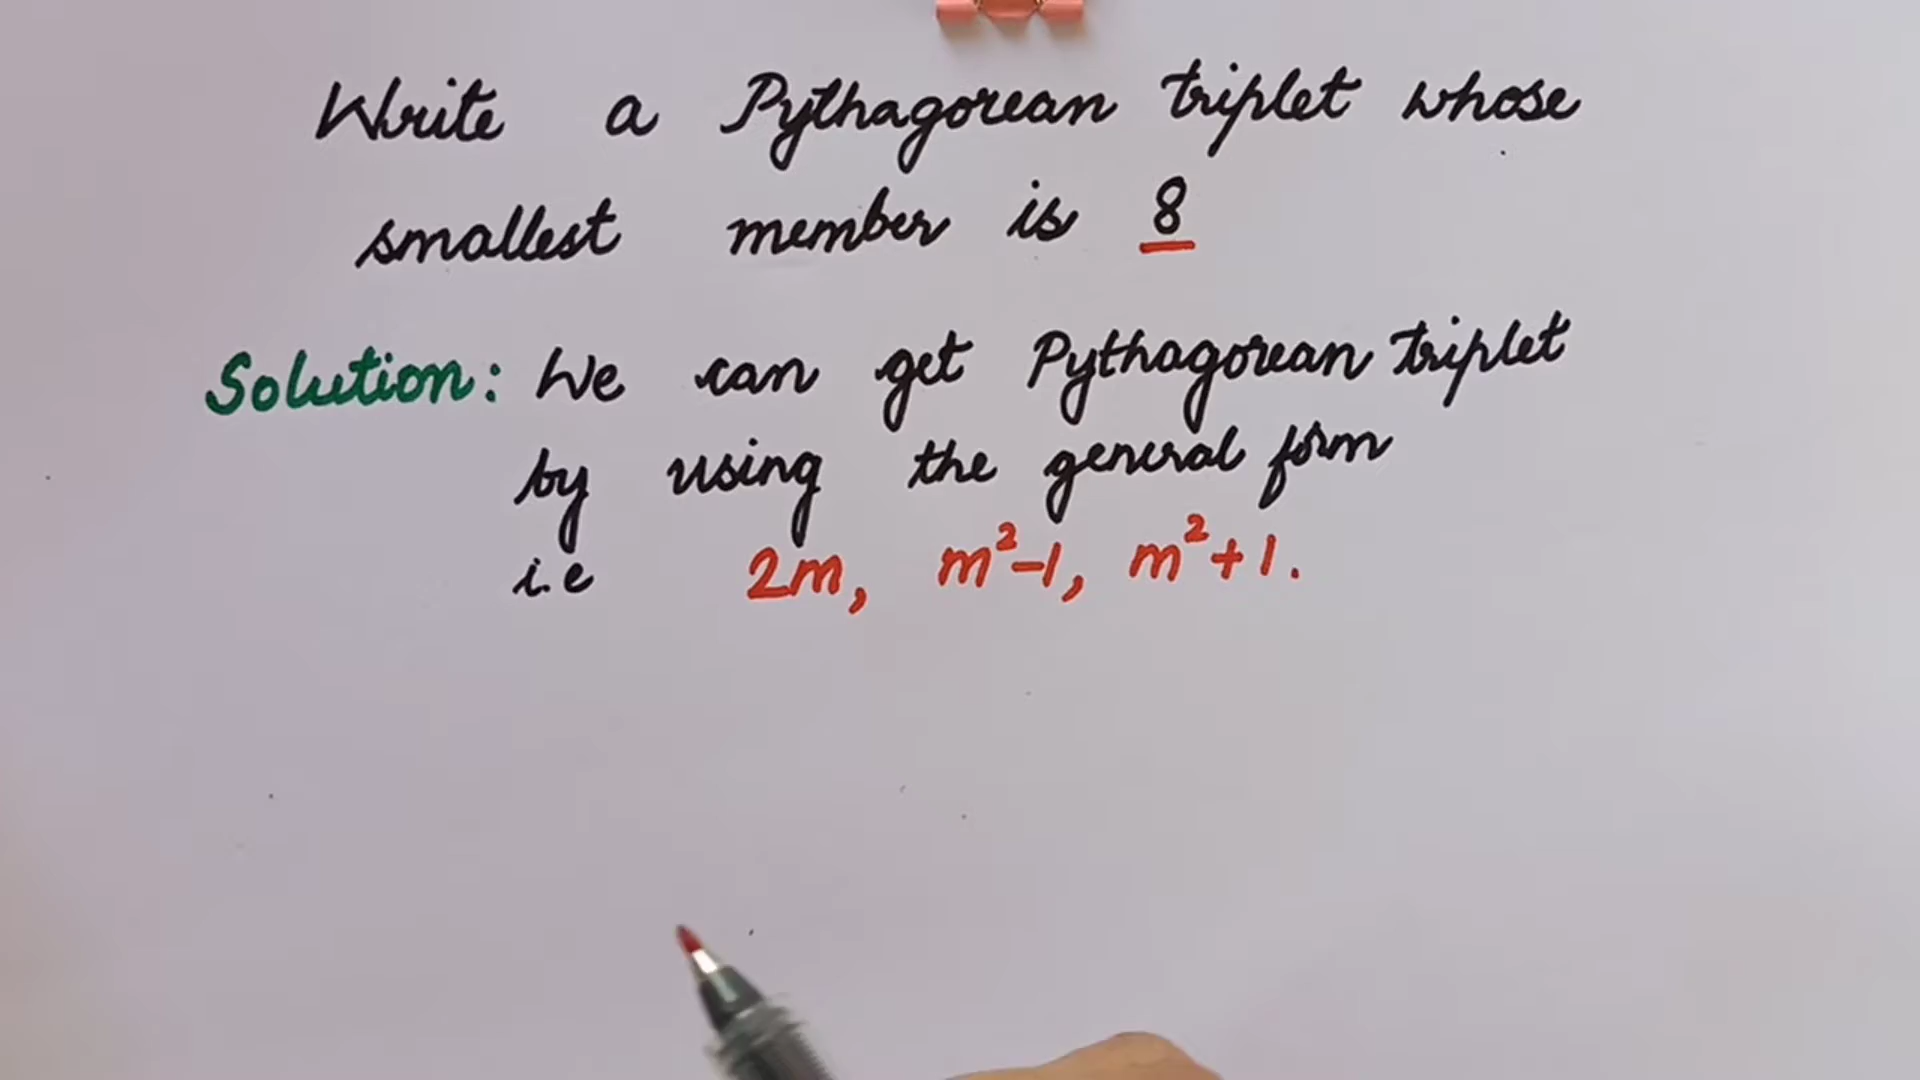 Write a Pythagorean triplet whose
smallest member is 8
Solution: We can get Pythagorean triplet
by using the general form
i.e 2m, m²-1, m²+1.